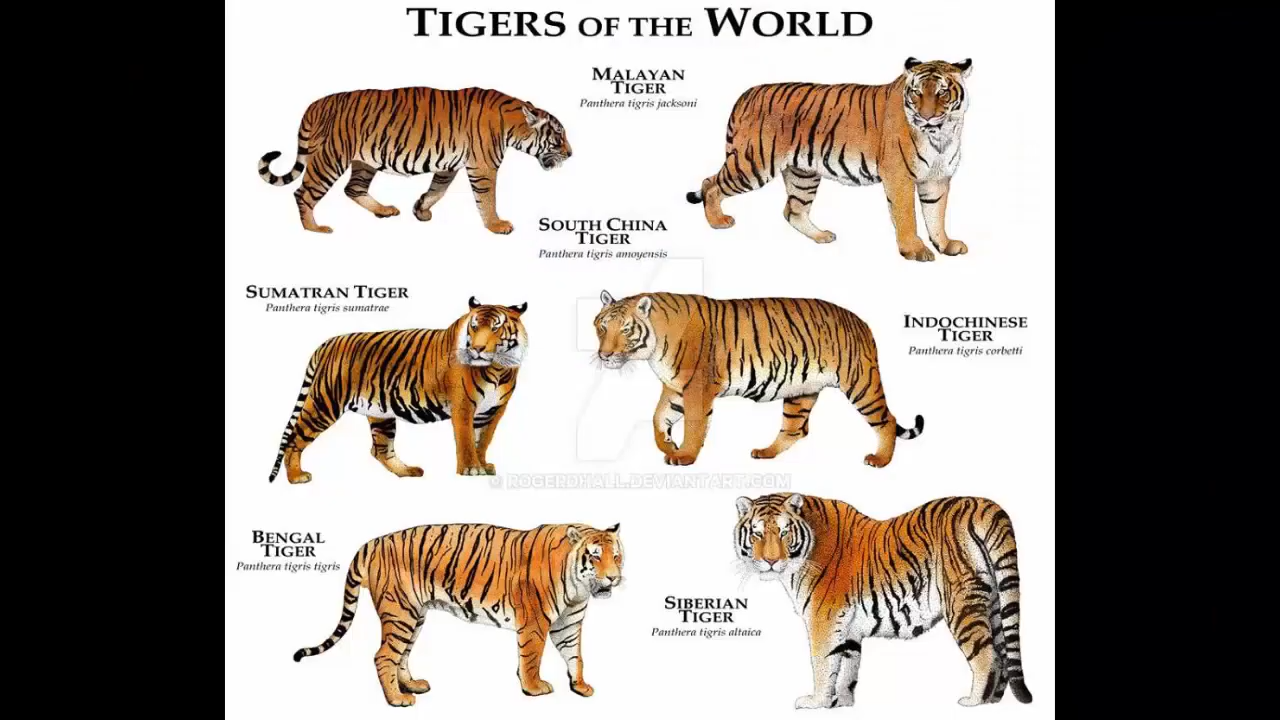 TIGERS OF THE WORLD
MALAYAN
TIGER
Panthera tigris jacksoni
SOUTH CHINA
TIGER
Panthera tigris amoyensis
SUMATRAN TIGER
Panthera tigris sumatrae
INDOCHINESE
TIGER
Panthera tigris corbetti
© ROGERDHALL.DEVIANTART.COM
BENGAL
TIGER
Panthera tigris tigris
SIBERIAN
TIGER
Panthera tigris altaica